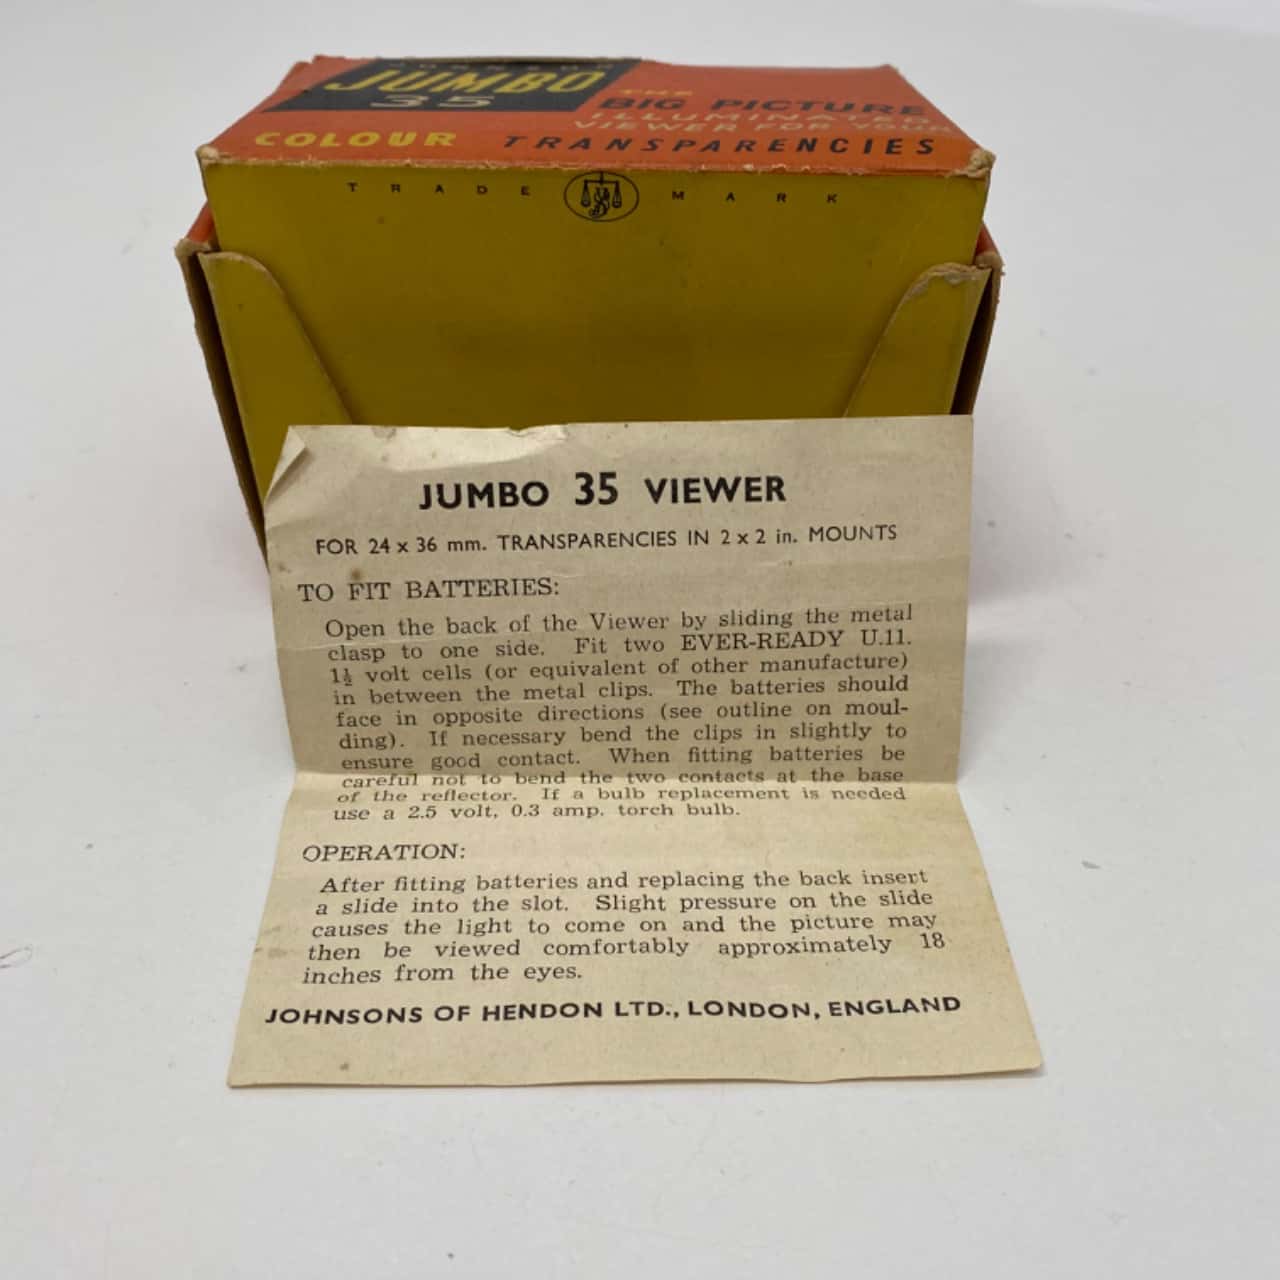 JOHNSON
JUMBO
35
THE
BIG PICTURE
ILLUMINATED
VIEWER FOR YOUR
COLOUR TRANSPARENCIES
TRADE MARK
JUMBO 35 VIEWER
FOR 24 x 36 mm. TRANSPARENCIES IN 2 x 2 in. MOUNTS
TO FIT BATTERIES:
Open the back of the Viewer by sliding the metal
clasp to one side. Fit two EVER-READY U.11.
1½ volt cells (or equivalent of other manufacture)
in between the metal clips. The batteries should
face in opposite directions (see outline on moul-
ding). If necessary bend the clips in slightly to
ensure good contact. When fitting batteries be
careful not to bend the two contacts at the base
of the reflector. If a bulb replacement is needed
use a 2.5 volt, 0.3 amp. torch bulb.
OPERATION:
After fitting batteries and replacing the back insert
a slide into the slot. Slight pressure on the slide
causes the light to come on and the picture may
then be viewed comfortably approximately 18
inches from the eyes.
JOHNSONS OF HENDON LTD., LONDON, ENGLAND